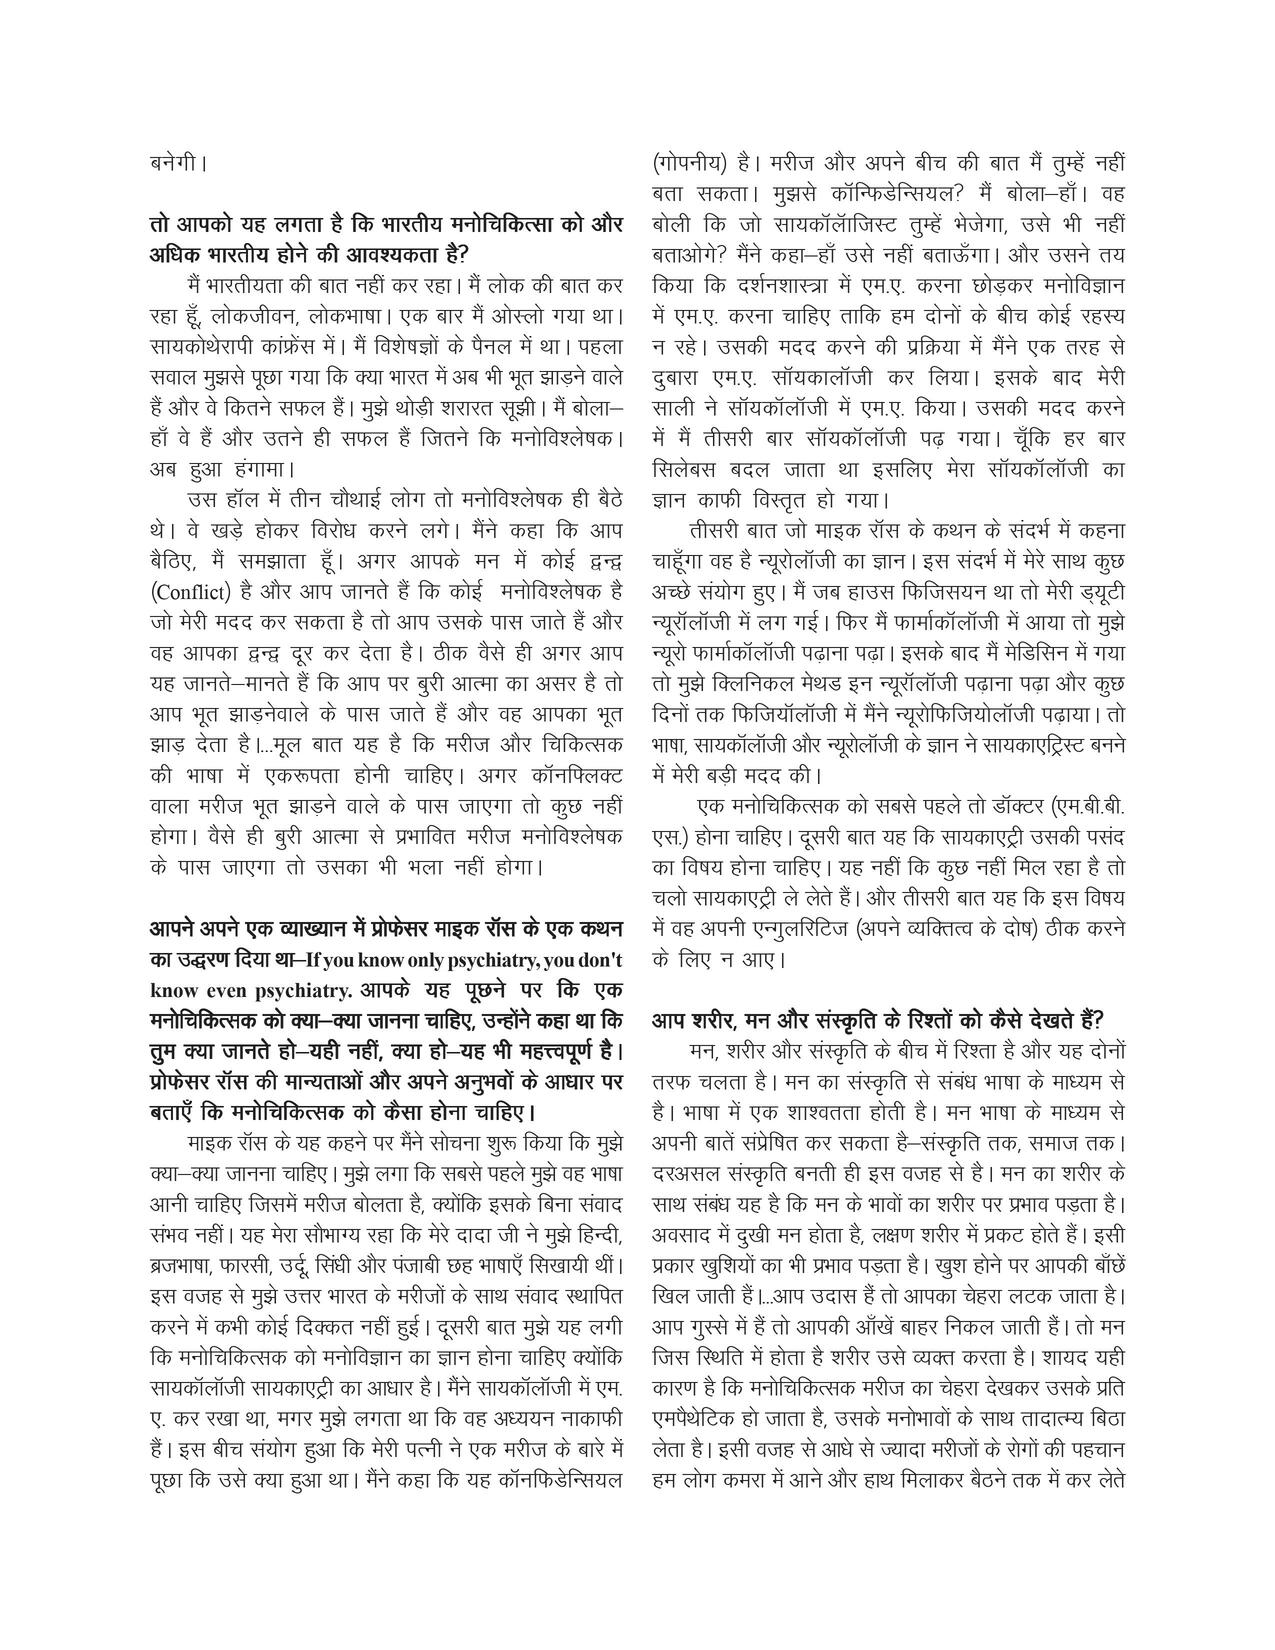 बनेगी।
तो आपको यह लगता है कि भारतीय मनोचिकित्सा को और
अधिक भारतीय होने की आवश्यकता है?
मैं भारतीयता की बात नहीं कर रहा। मैं लोक की बात कर
रहा हूँ, लोकजीवन, लोकभाषा। एक बार मैं ओस्लो गया था।
सायकोथेरापी कांफ्रेंस में। मैं विशेषज्ञों के पैनल में था। पहला
सवाल मुझसे पूछा गया कि क्या भारत में अब भी भूत झाड़ने वाले
हैं और वे कितने सफल हैं। मुझे थोड़ी शरारत सूझी। मैं बोला–
हाँ वे हैं और उतने ही सफल हैं जितने कि मनोविश्लेषक।
अब हुआ हंगामा।
उस हॉल में तीन चौथाई लोग तो मनोविश्लेषक ही बैठे
थे। वे खड़े होकर विरोध करने लगे। मैंने कहा कि आप
बैठिए, मैं समझाता हूँ। अगर आपके मन में कोई द्वन्द्व
(Conflict) है और आप जानते हैं कि कोई मनोविश्लेषक है
जो मेरी मदद कर सकता है तो आप उसके पास जाते हैं और
वह आपका द्वन्द्व दूर कर देता है। ठीक वैसे ही अगर आप
यह जानते–मानते हैं कि आप पर बुरी आत्मा का असर है तो
आप भूत झाड़नेवाले के पास जाते हैं और वह आपका भूत
झाड़ देता है।...मूल बात यह है कि मरीज और चिकित्सक
की भाषा में एकरूपता होनी चाहिए। अगर कॉनफ्लिक्ट
वाला मरीज भूत झाड़ने वाले के पास जाएगा तो कुछ नहीं
होगा। वैसे ही बुरी आत्मा से प्रभावित मरीज मनोविश्लेषक
के पास जाएगा तो उसका भी भला नहीं होगा।
आपने अपने एक व्याख्यान में प्रोफेसर माइक रॉस के एक कथन
का उद्धरण दिया था–If you know only psychiatry, you don't
know even psychiatry. आपके यह पूछने पर कि एक
मनोचिकित्सक को क्या–क्या जानना चाहिए, उन्होंने कहा था कि
तुम क्या जानते हो–यही नहीं, क्या हो–यह भी महत्त्वपूर्ण है।
प्रोफेसर रॉस की मान्यताओं और अपने अनुभवों के आधार पर
बताएँ कि मनोचिकित्सक को कैसा होना चाहिए।
माइक रॉस के यह कहने पर मैंने सोचना शुरू किया कि मुझे
क्या–क्या जानना चाहिए। मुझे लगा कि सबसे पहले मुझे वह भाषा
आनी चाहिए जिसमें मरीज बोलता है, क्योंकि इसके बिना संवाद
संभव नहीं। यह मेरा सौभाग्य रहा कि मेरे दादा जी ने मुझे हिन्दी,
ब्रजभाषा, फारसी, उर्दू, सिंधी और पंजाबी छह भाषाएँ सिखायी थीं।
इस वजह से मुझे उत्तर भारत के मरीजों के साथ संवाद स्थापित
करने में कभी कोई दिक्कत नहीं हुई। दूसरी बात मुझे यह लगी
कि मनोचिकित्सक को मनोविज्ञान का ज्ञान होना चाहिए क्योंकि
सायकॉलॉजी सायकाएट्री का आधार है। मैंने सायकॉलॉजी में एम.
ए. कर रखा था, मगर मुझे लगता था कि वह अध्ययन नाकाफी
हैं। इस बीच संयोग हुआ कि मेरी पत्नी ने एक मरीज के बारे में
पूछा कि उसे क्या हुआ था। मैंने कहा कि यह कॉनफिडेन्सियल
(गोपनीय) है। मरीज और अपने बीच की बात मैं तुम्हें नहीं
बता सकता। मुझसे कॉन्फिडेन्सियल? मैं बोला–हाँ। वह
बोली कि जो सायकॉलॉजिस्ट तुम्हें भेजेगा, उसे भी नहीं
बताओगे? मैंने कहा–हाँ उसे नहीं बताऊँगा। और उसने तय
किया कि दर्शनशास्त्रा में एम.ए. करना छोड़कर मनोविज्ञान
में एम.ए. करना चाहिए ताकि हम दोनों के बीच कोई रहस्य
न रहे। उसकी मदद करने की प्रक्रिया में मैंने एक तरह से
दुबारा एम.ए. सॉयकालॉजी कर लिया। इसके बाद मेरी
साली ने सॉयकॉलॉजी में एम.ए. किया। उसकी मदद करने
में मैं तीसरी बार सॉयकॉलॉजी पढ़ गया। चूँकि हर बार
सिलेबस बदल जाता था इसलिए मेरा सॉयकॉलॉजी का
ज्ञान काफी विस्तृत हो गया।
तीसरी बात जो माइक रॉस के कथन के संदर्भ में कहना
चाहूँगा वह है न्यूरोलॉजी का ज्ञान। इस संदर्भ में मेरे साथ कुछ
अच्छे संयोग हुए। मैं जब हाउस फिजिसयन था तो मेरी ड्यूटी
न्यूरॉलॉजी में लग गई। फिर मैं फार्माकॉलॉजी में आया तो मुझे
न्यूरो फार्माकॉलॉजी पढ़ाना पढ़ा। इसके बाद मैं मेडिसिन में गया
तो मुझे क्लिनिकल मेथड इन न्यूरॉलॉजी पढ़ाना पढ़ा और कुछ
दिनों तक फिजियॉलॉजी में मैंने न्यूरोफिजियोलॉजी पढ़ाया। तो
भाषा, सायकॉलॉजी और न्यूरोलॉजी के ज्ञान ने सायकाएट्रिस्ट बनने
में मेरी बड़ी मदद की।
एक मनोचिकित्सक को सबसे पहले तो डॉक्टर (एम.बी.बी.
एस.) होना चाहिए। दूसरी बात यह कि सायकाएट्री उसकी पसंद
का विषय होना चाहिए। यह नहीं कि कुछ नहीं मिल रहा है तो
चलो सायकाएट्री ले लेते हैं। और तीसरी बात यह कि इस विषय
में वह अपनी एन्गुलरिटिज (अपने व्यक्तित्व के दोष) ठीक करने
के लिए न आए।
आप शरीर, मन और संस्कृति के रिश्तों को कैसे देखते हैं?
मन, शरीर और संस्कृति के बीच में रिश्ता है और यह दोनों
तरफ चलता है। मन का संस्कृति से संबंध भाषा के माध्यम से
है। भाषा में एक शाश्वतता होती है। मन भाषा के माध्यम से
अपनी बातें संप्रेषित कर सकता है–संस्कृति तक, समाज तक।
दरअसल संस्कृति बनती ही इस वजह से है। मन का शरीर के
साथ संबंध यह है कि मन के भावों का शरीर पर प्रभाव पड़ता है।
अवसाद में दुखी मन होता है, लक्षण शरीर में प्रकट होते हैं। इसी
प्रकार खुशियों का भी प्रभाव पड़ता है। खुश होने पर आपकी बाँछें
खिल जाती हैं।...आप उदास हैं तो आपका चेहरा लटक जाता है।
आप गुस्से में हैं तो आपकी आँखें बाहर निकल जाती हैं। तो मन
जिस स्थिति में होता है शरीर उसे व्यक्त करता है। शायद यही
कारण है कि मनोचिकित्सक मरीज का चेहरा देखकर उसके प्रति
एमपैथेटिक हो जाता है, उसके मनोभावों के साथ तादात्म्य बिठा
लेता है। इसी वजह से आधे से ज्यादा मरीजों के रोगों की पहचान
हम लोग कमरा में आने और हाथ मिलाकर बैठने तक में कर लेते